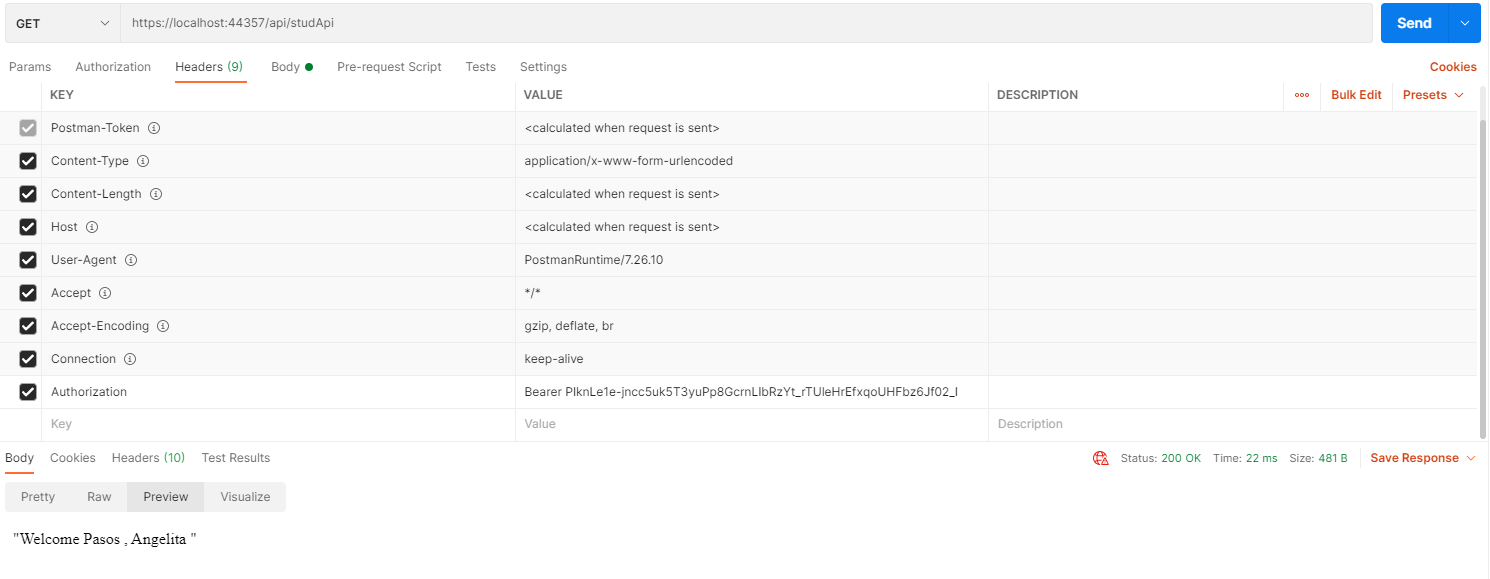 GET https://localhost:44357/api/studApi Send
Params Authorization Headers (9) Body Pre-request Script Tests Settings Cookies
KEY VALUE DESCRIPTION Bulk Edit Presets
Postman-Token <calculated when request is sent>
Content-Type application/x-www-form-urlencoded
Content-Length <calculated when request is sent>
Host <calculated when request is sent>
User-Agent PostmanRuntime/7.26.10
Accept */*
Accept-Encoding gzip, deflate, br
Connection keep-alive
Authorization Bearer PIknLe1e-jncc5uk5T3yuPp8GcrnLIbRzYt_rTUleHrEfxqoUHFbz6Jf02_I
Key Value Description
Body Cookies Headers (10) Test Results Status: 200 OK Time: 22 ms Size: 481 B Save Response
Pretty Raw Preview Visualize
"Welcome Pasos , Angelita "